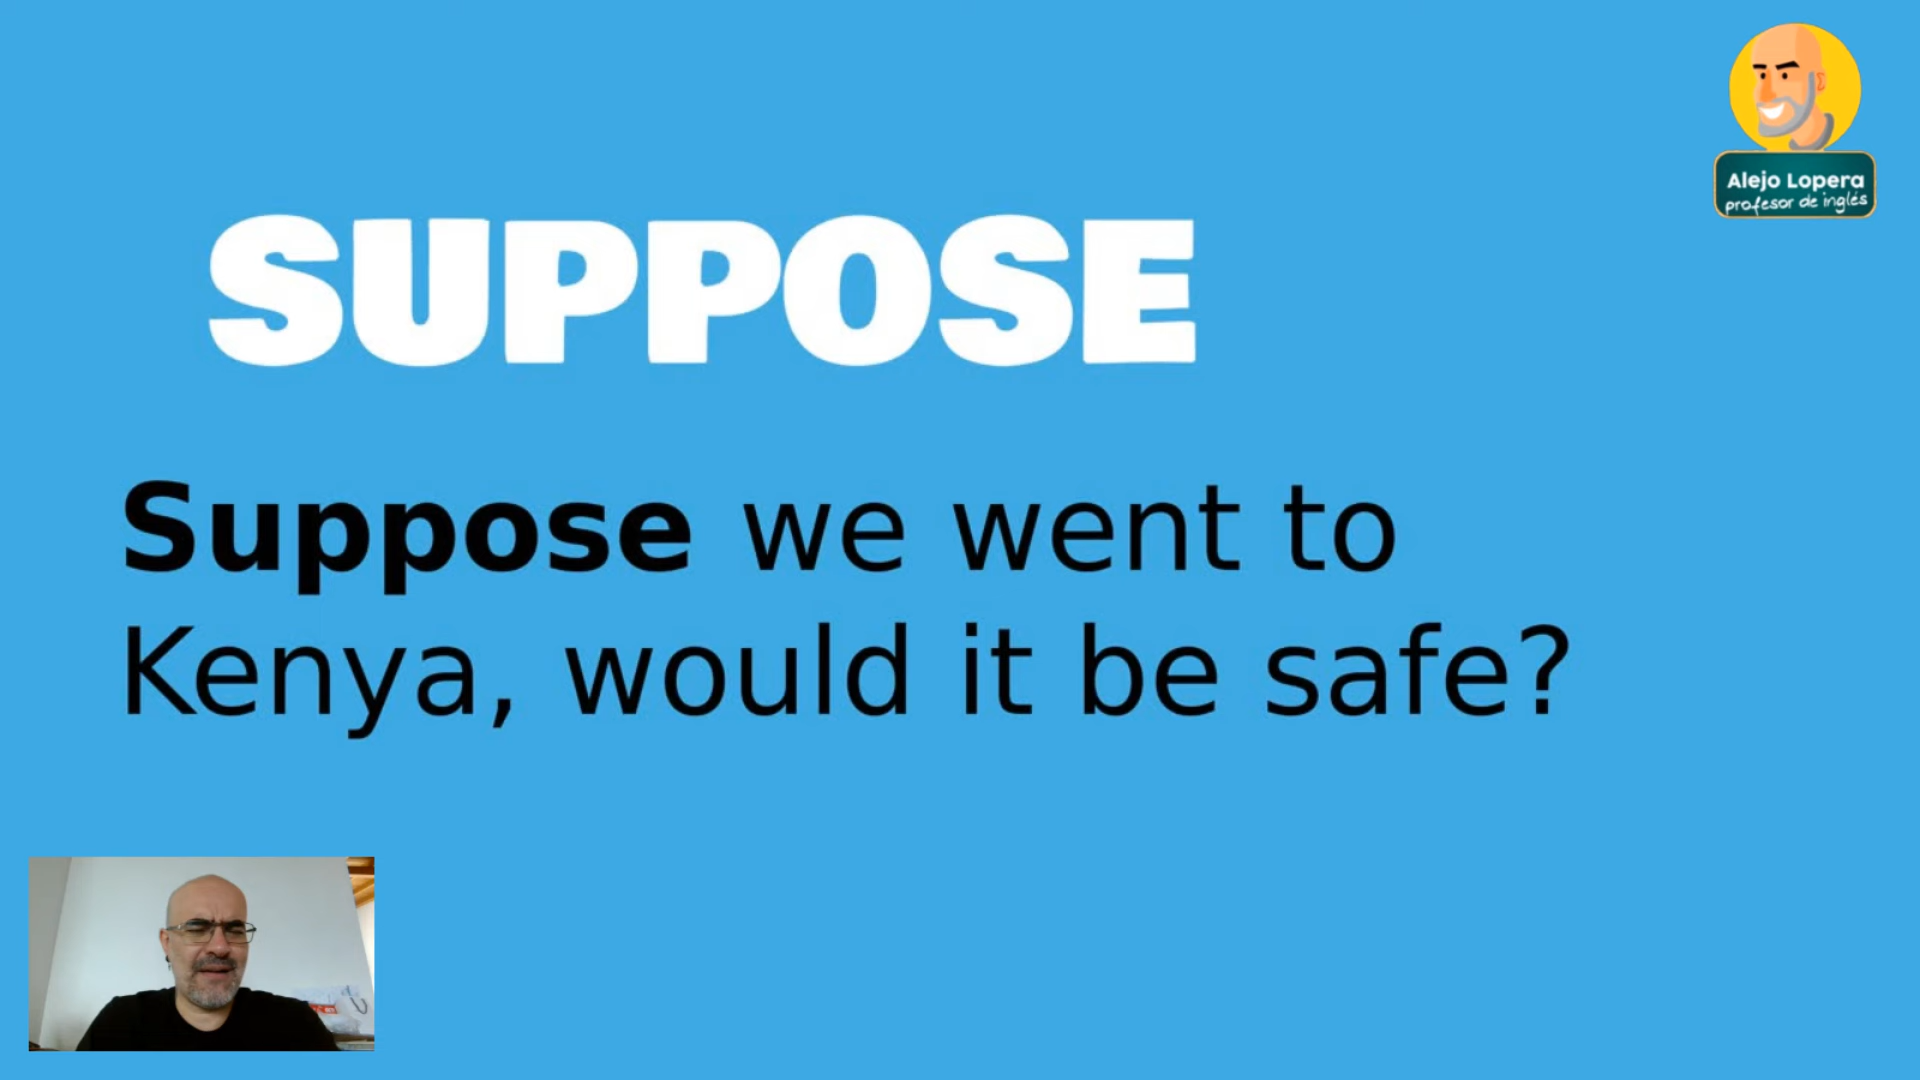 Alejo Lopera
profesor de inglés
SUPPOSE
Suppose we went to
Kenya, would it be safe?